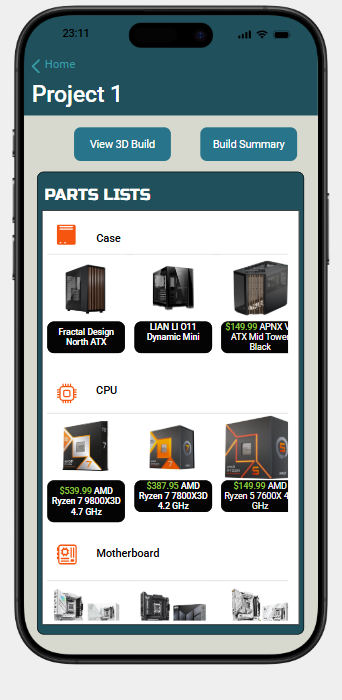 23:11
Home
Project 1
View 3D Build
Build Summary
PARTS LISTS
Case
Fractal Design
North ATX
LIAN LI O11
Dynamic Mini
$149.99 APNX V
ATX Mid Tower
Black
CPU
7
7
5
$539.99 AMD
Ryzen 7 9800X3D
4.7 GHz
$387.95 AMD
Ryzen 7 7800X3D
4.2 GHz
$149.99 AMD
Ryzen 5 7600X 4
GHz
Motherboard